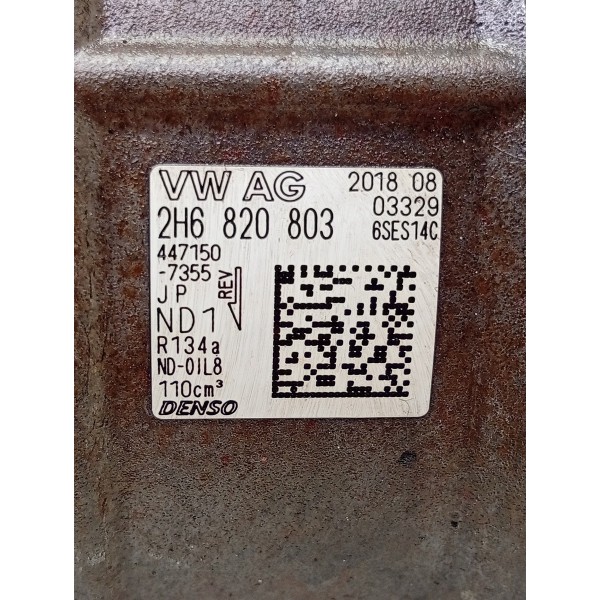 VW AG 2018 08
2H6 820 803 03329
6SES14C
447150
-7355
JP REV
ND1
R134a
ND-OIL8
110cm³
DENSO